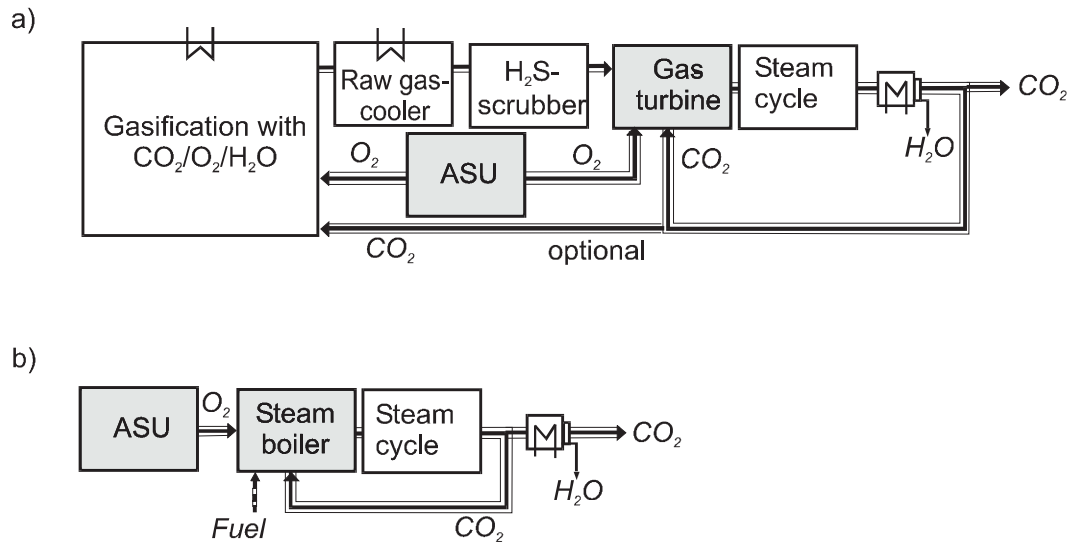 a)
Gasification with
CO₂/O₂/H₂O
Raw gas-
cooler
H₂S-
scrubber
Gas
turbine
Steam
cycle
CO₂
H₂O
O₂
ASU
O₂
CO₂
CO₂
optional
b)
ASU
O₂
Steam
boiler
Steam
cycle
CO₂
H₂O
Fuel
CO₂